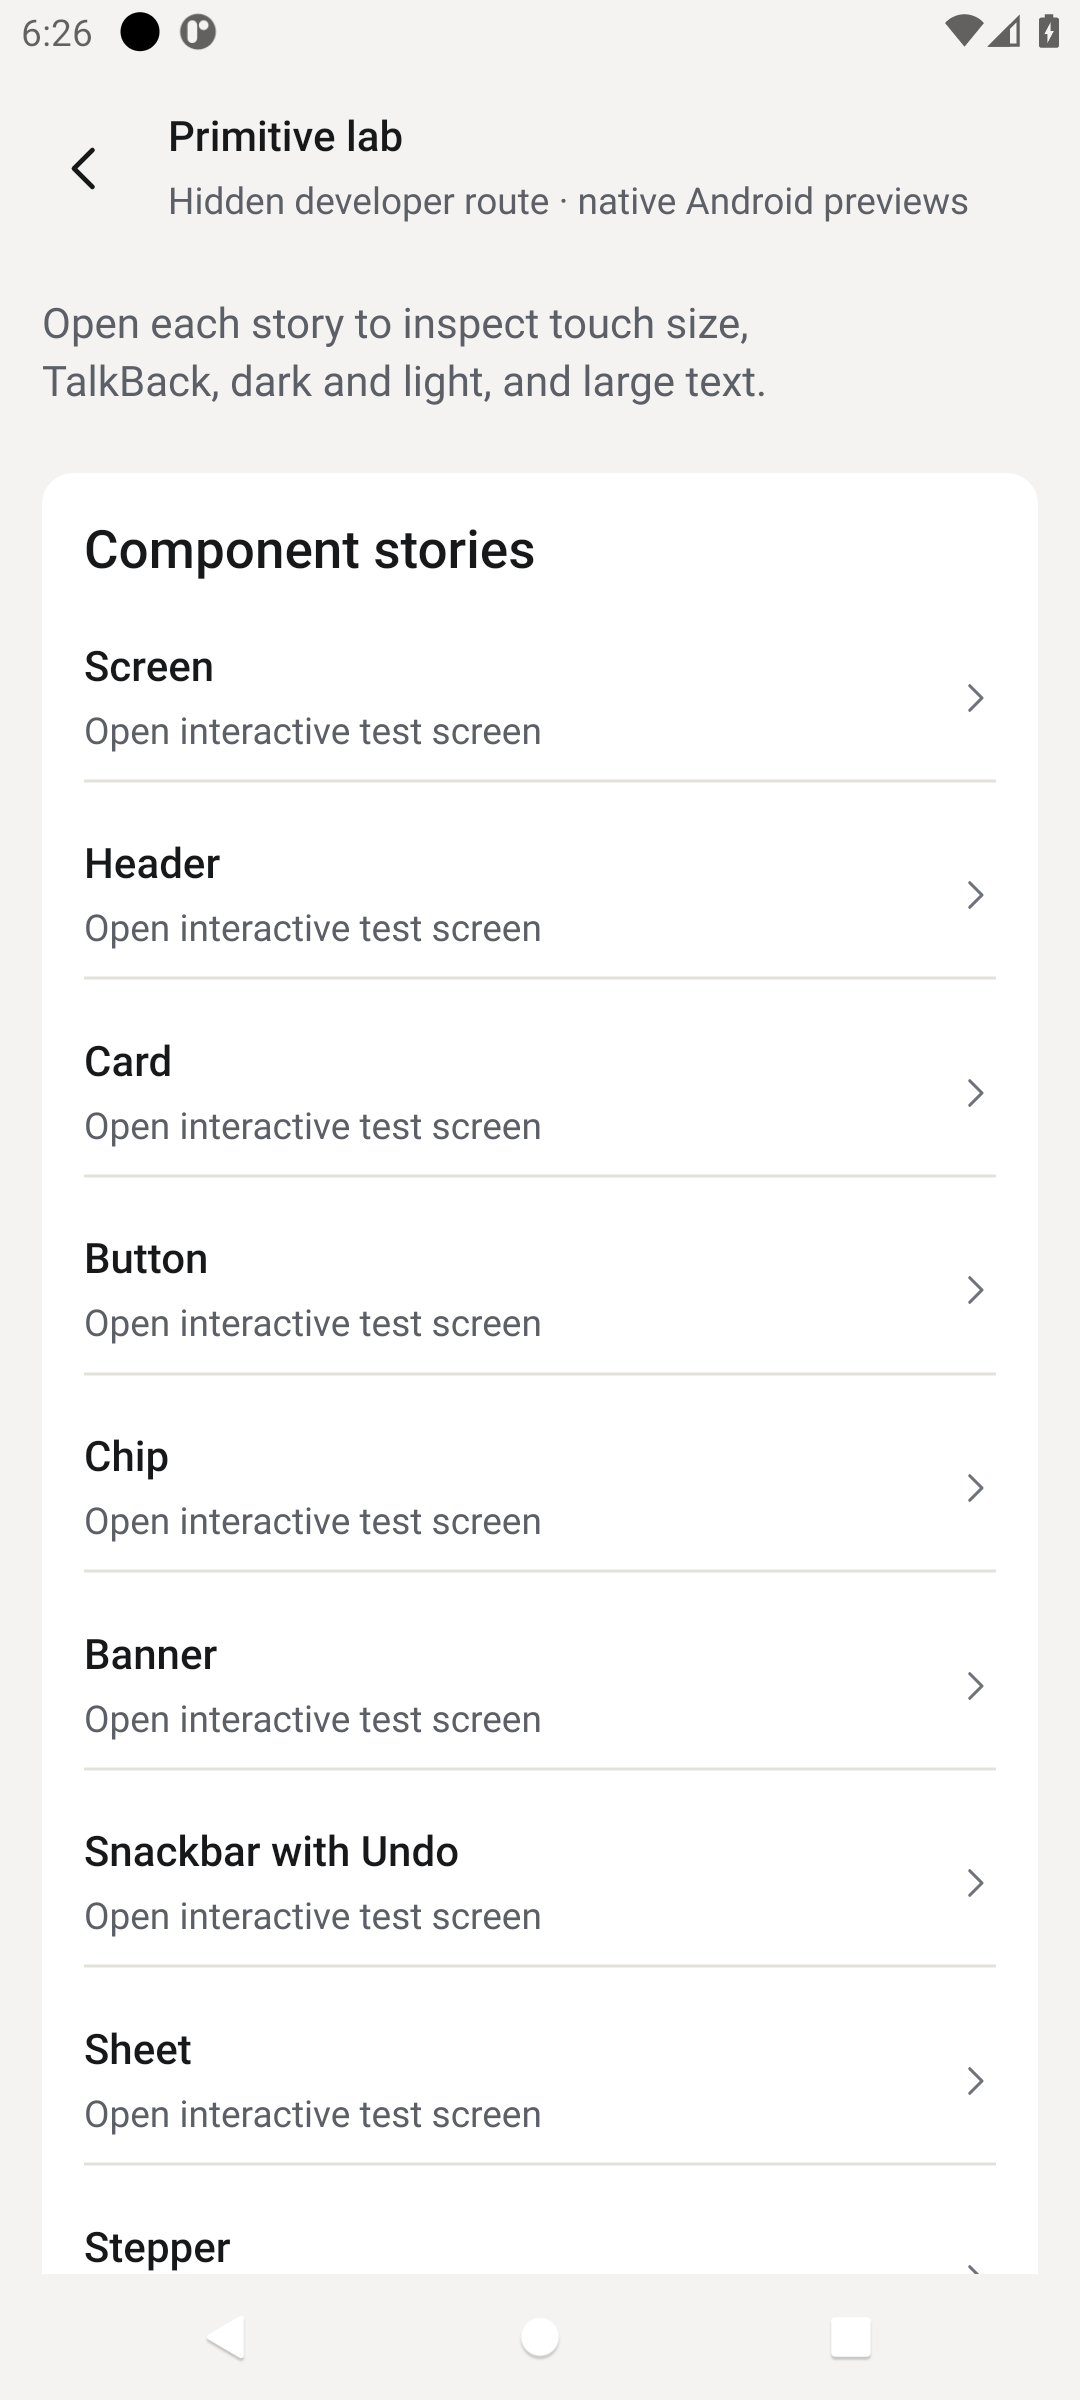 6:26
Primitive lab
Hidden developer route · native Android previews
Open each story to inspect touch size,
TalkBack, dark and light, and large text.
Component stories
Screen
Open interactive test screen
Header
Open interactive test screen
Card
Open interactive test screen
Button
Open interactive test screen
Chip
Open interactive test screen
Banner
Open interactive test screen
Snackbar with Undo
Open interactive test screen
Sheet
Open interactive test screen
Stepper